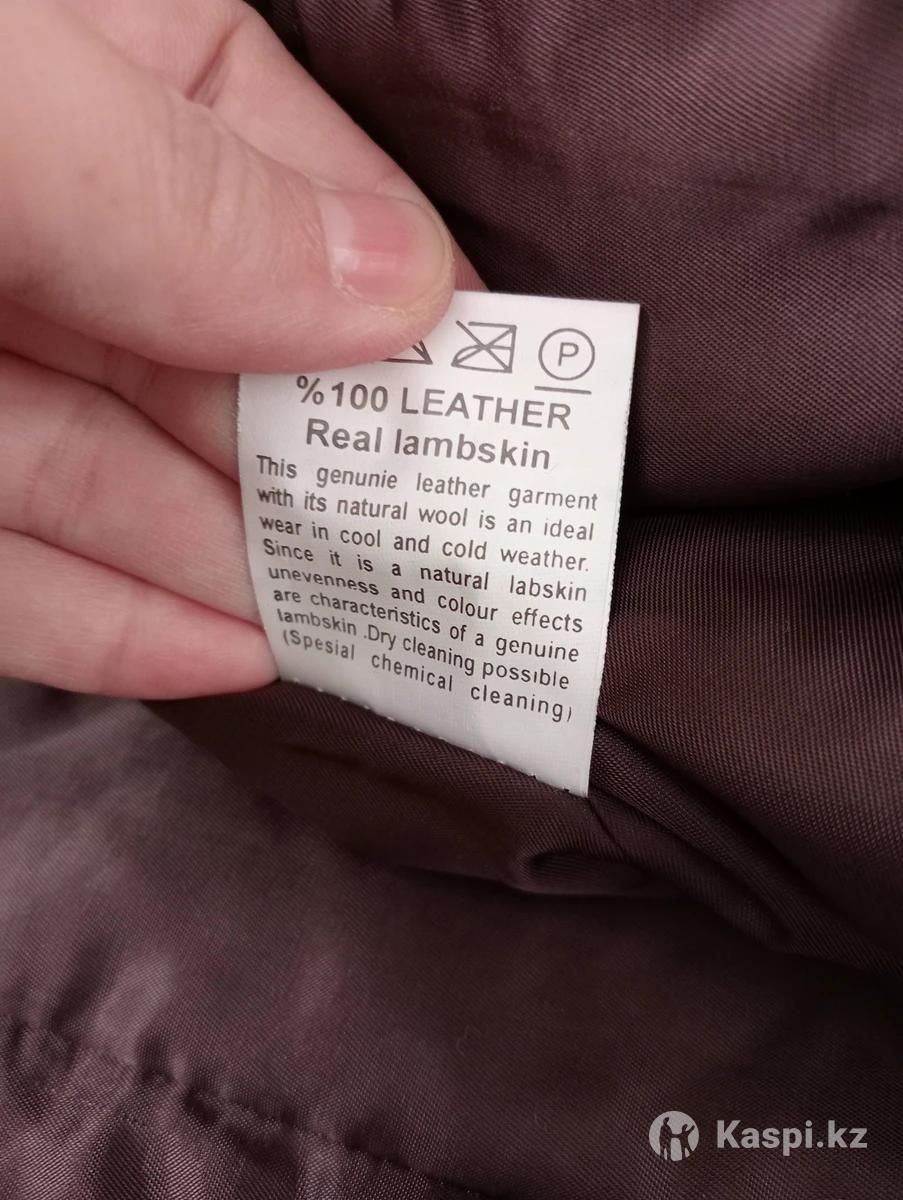 P
%100 LEATHER
Real lambskin
This genunie leather garment
with its natural wool is an ideal
wear in cool and cold weather.
Since it is a natural labskin
unevenness and colour effects
are characteristics of a genuine
lambskin .Dry cleaning possible
(Spesial chemical cleaning)
Kaspi.kz